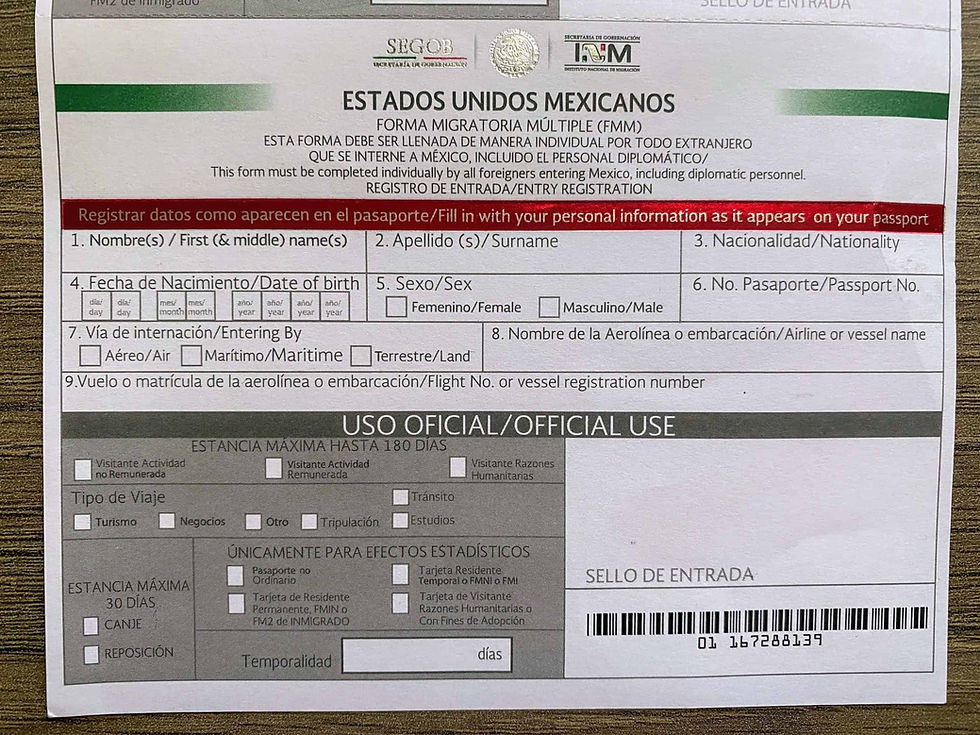 FM2 de Inmigrado
SELLO DE ENTRADA
SEGOB
SECRETARÍA DE GOBERNACIÓN
SECRETARÍA DE GOBERNACIÓN
INM
INSTITUTO NACIONAL DE MIGRACIÓN
ESTADOS UNIDOS MEXICANOS
FORMA MIGRATORIA MÚLTIPLE (FMM)
ESTA FORMA DEBE SER LLENADA DE MANERA INDIVIDUAL POR TODO EXTRANJERO
QUE SE INTERNE A MÉXICO, INCLUIDO EL PERSONAL DIPLOMÁTICO/
This form must be completed individually by all foreigners entering Mexico, including diplomatic personnel.
REGISTRO DE ENTRADA/ENTRY REGISTRATION
Registrar datos como aparecen en el pasaporte/Fill in with your personal information as it appears on your passport
1. Nombre(s) / First (& middle) name(s)
2. Apellido (s)/Surname
3. Nacionalidad/Nationality
4. Fecha de Nacimiento/Date of birth
día/ día/ mes/ mes/ año/ año/ año/ año/
day day month month year year year year
5. Sexo/Sex
Femenino/Female Masculino/Male
6. No. Pasaporte/Passport No.
7. Vía de internación/Entering By
Aéreo/Air Marítimo/Maritime Terrestre/Land
8. Nombre de la Aerolínea o embarcación/Airline or vessel name
9.Vuelo o matrícula de la aerolínea o embarcación/Flight No. or vessel registration number
USO OFICIAL/OFFICIAL USE
ESTANCIA MÁXIMA HASTA 180 DÍAS
Visitante Actividad
no Remunerada
Visitante Actividad
Remunerada
Visitante Razones
Humanitarias
Tipo de Viaje
Tránsito
Turismo Negocios Otro Tripulación Estudios
ESTANCIA MÁXIMA
30 DÍAS
CANJE
REPOSICIÓN
ÚNICAMENTE PARA EFECTOS ESTADÍSTICOS
Pasaporte no
Ordinario
Tarjeta Residente
Temporal o FMNI o FMI
Tarjeta de Residente
Permanente, FMIN o
FM2 de INMIGRADO
Tarjeta de Visitante
Razones Humanitarias o
Con Fines de Adopción
Temporalidad días
SELLO DE ENTRADA
01 167288139